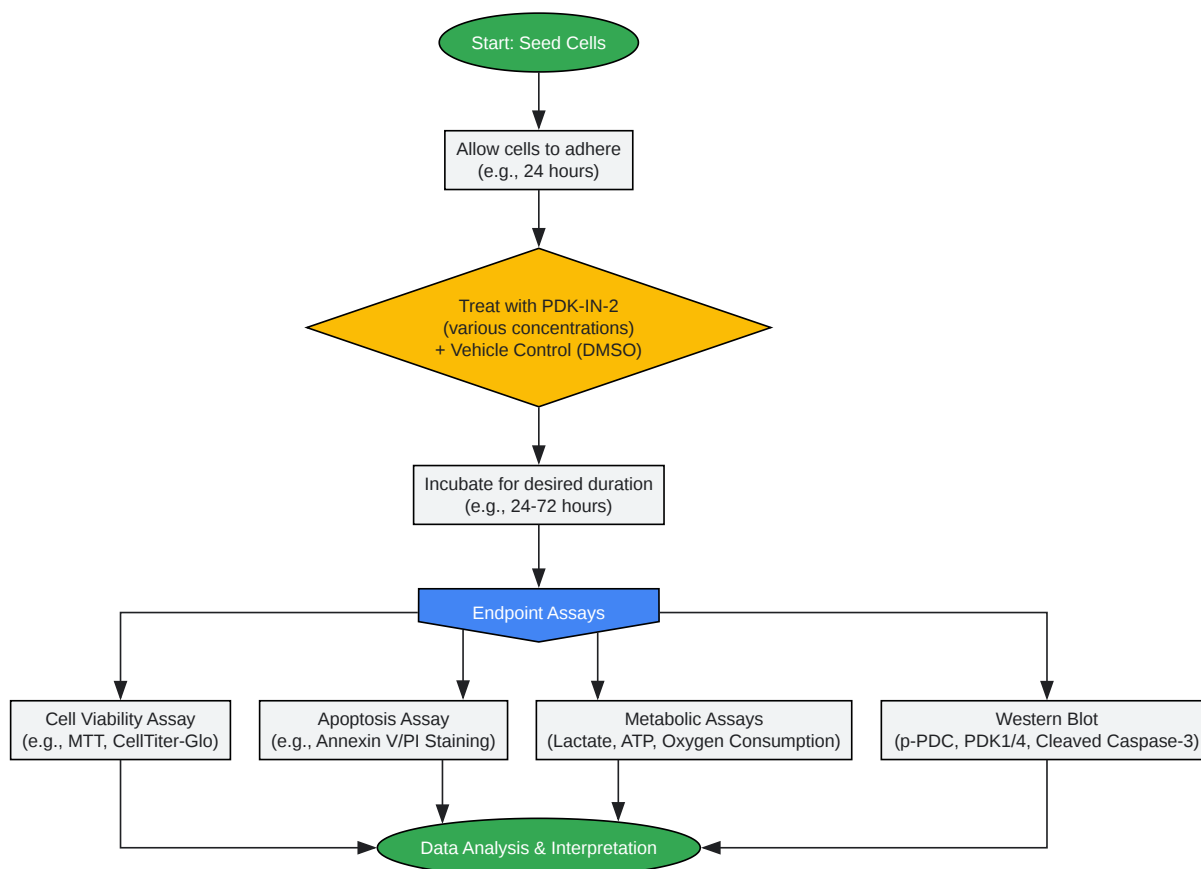 Start: Seed Cells
Allow cells to adhere
(e.g., 24 hours)
Treat with PDK-IN-2
(various concentrations)
+ Vehicle Control (DMSO)
Incubate for desired duration
(e.g., 24-72 hours)
Endpoint Assays
Cell Viability Assay
(e.g., MTT, CellTiter-Glo)
Apoptosis Assay
(e.g., Annexin V/PI Staining)
Metabolic Assays
(Lactate, ATP, Oxygen Consumption)
Western Blot
(p-PDC, PDK1/4, Cleaved Caspase-3)
Data Analysis & Interpretation